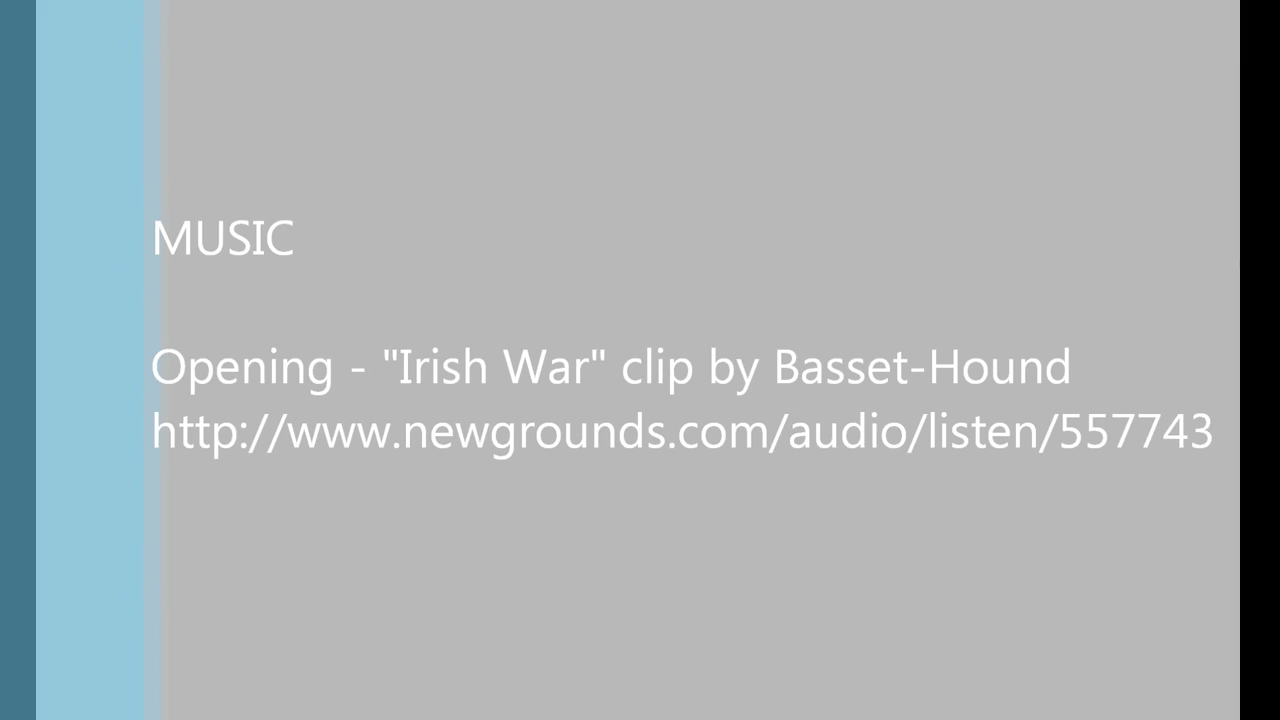 MUSIC
Opening - "Irish War" clip by Basset-Hound
http://www.newgrounds.com/audio/listen/557743